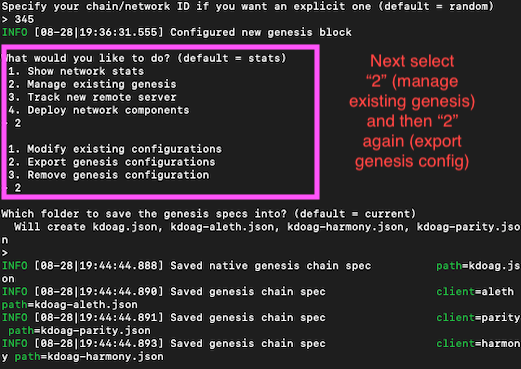 Specify your chain/network ID if you want an explicit one (default = random)
> 345
INFO [08-28|19:36:31.555] Configured new genesis block
What would you like to do? (default = stats)
1. Show network stats
2. Manage existing genesis
3. Track new remote server
4. Deploy network components
> 2
1. Modify existing configurations
2. Export genesis configurations
3. Remove genesis configuration
> 2
Next select
“2” (manage
existing genesis)
and then “2”
again (export
genesis config)
Which folder to save the genesis specs into? (default = current)
Will create kdoag.json, kdoag-aleth.json, kdoag-harmony.json, kdoag-parity.jso
n
>
INFO [08-28|19:44:44.888] Saved native genesis chain spec path=kdoag.js
on
INFO [08-28|19:44:44.890] Saved genesis chain spec client=aleth
path=kdoag-aleth.json
INFO [08-28|19:44:44.891] Saved genesis chain spec client=parity
path=kdoag-parity.json
INFO [08-28|19:44:44.893] Saved genesis chain spec client=harmon
y path=kdoag-harmony.json